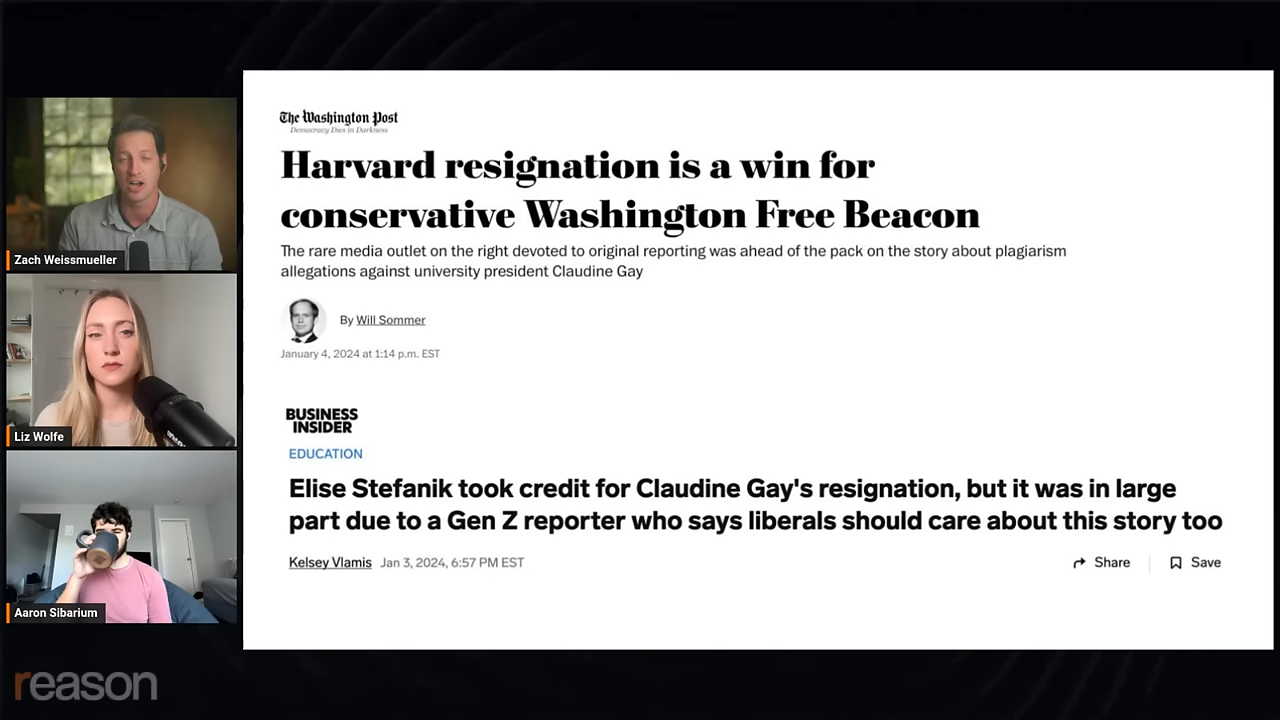 Zach Weissmueller
Liz Wolfe
Aaron Sibarium
reason
The Washington Post
Democracy Dies in Darkness
Harvard resignation is a win for
conservative Washington Free Beacon
The rare media outlet on the right devoted to original reporting was ahead of the pack on the story about plagiarism
allegations against university president Claudine Gay
By Will Sommer
January 4, 2024 at 1:14 p.m. EST
BUSINESS
INSIDER
EDUCATION
Elise Stefanik took credit for Claudine Gay's resignation, but it was in large
part due to a Gen Z reporter who says liberals should care about this story too
Kelsey Vlamis Jan 3, 2024, 6:57 PM EST
Share
Save